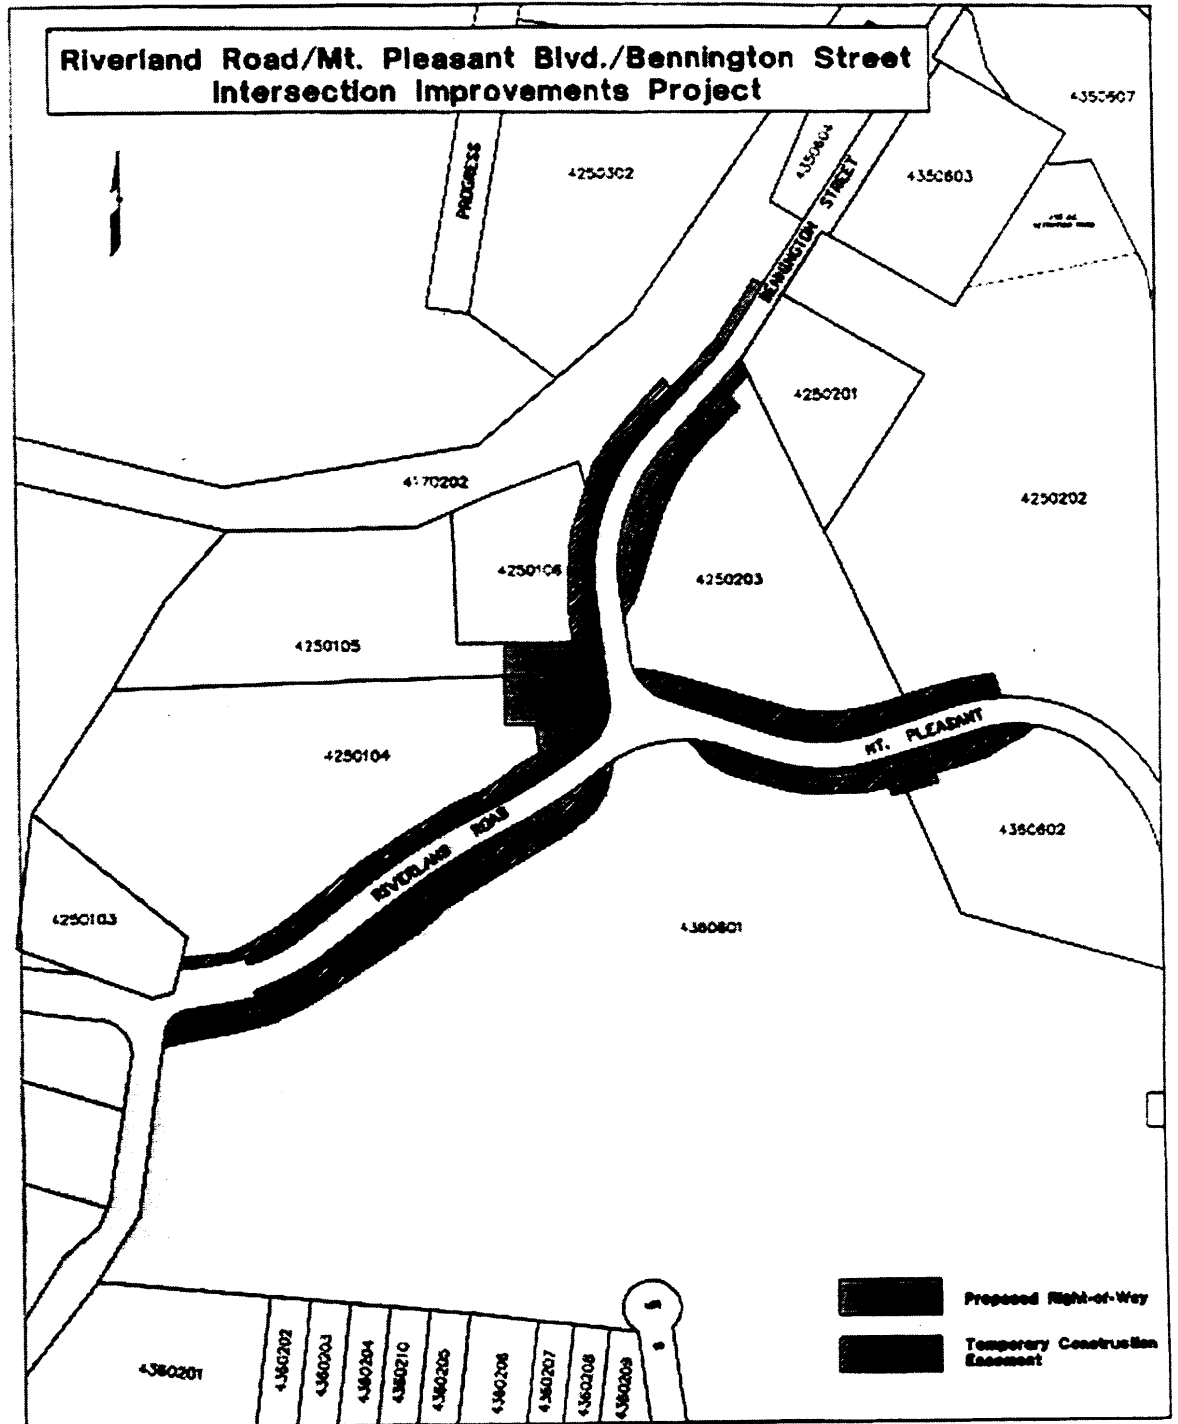 Riverland Road/Mt. Pleasant Blvd./Bennington Street
Intersection Improvements Project
PROGRESS
4250302
4350604
BENNINGTON STREET
4350603
4350607
4250201
4170202
4250202
4250106
4250203
4250105
4250104
MT. PLEASANT
RIVERLAND ROAD
4360602
4250103
4360601
Proposed Right-of-Way
Temporary Construction
Easement
4360201
4360202
4360203
4360204
4360210
4360205
4360206
4360207
4360208
4360209